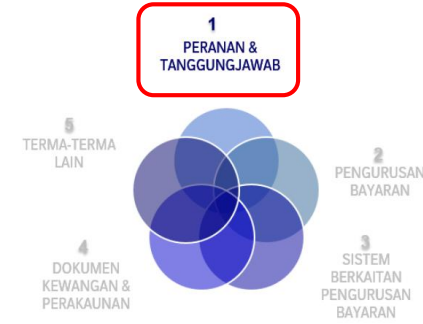 1
PERANAN &
TANGGUNGJAWAB
2
PENGURUSAN
BAYARAN
3
SISTEM
BERKAITAN
PENGURUSAN
BAYARAN
4
DOKUMEN
KEWANGAN &
PERAKAUNAN
5
TERMA-TERMA
LAIN